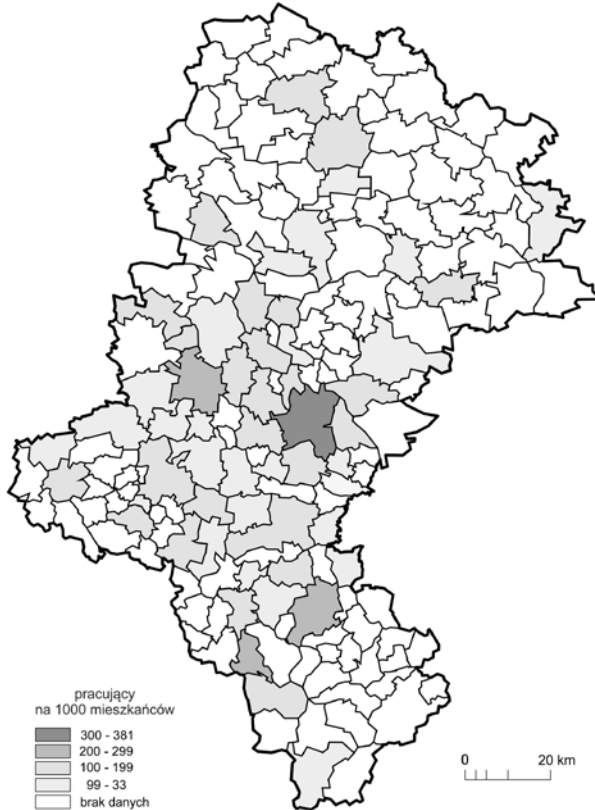 pracujący
na 1000 mieszkańców
300 - 381
200 - 299
100 - 199
99 - 33
brak danych
0 20 km